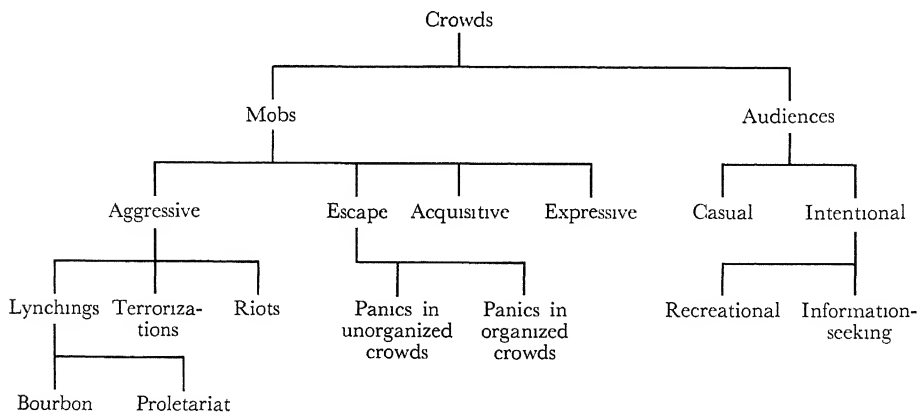 Crowds
Mobs
Audiences
Aggressive
Escape
Acquisitive
Expressive
Casual
Intentional
Lynchings
Terroriza-
tions
Riots
Panics in
unorganized
crowds
Panics in
organized
crowds
Recreational
Information-
seeking
Bourbon
Proletariat